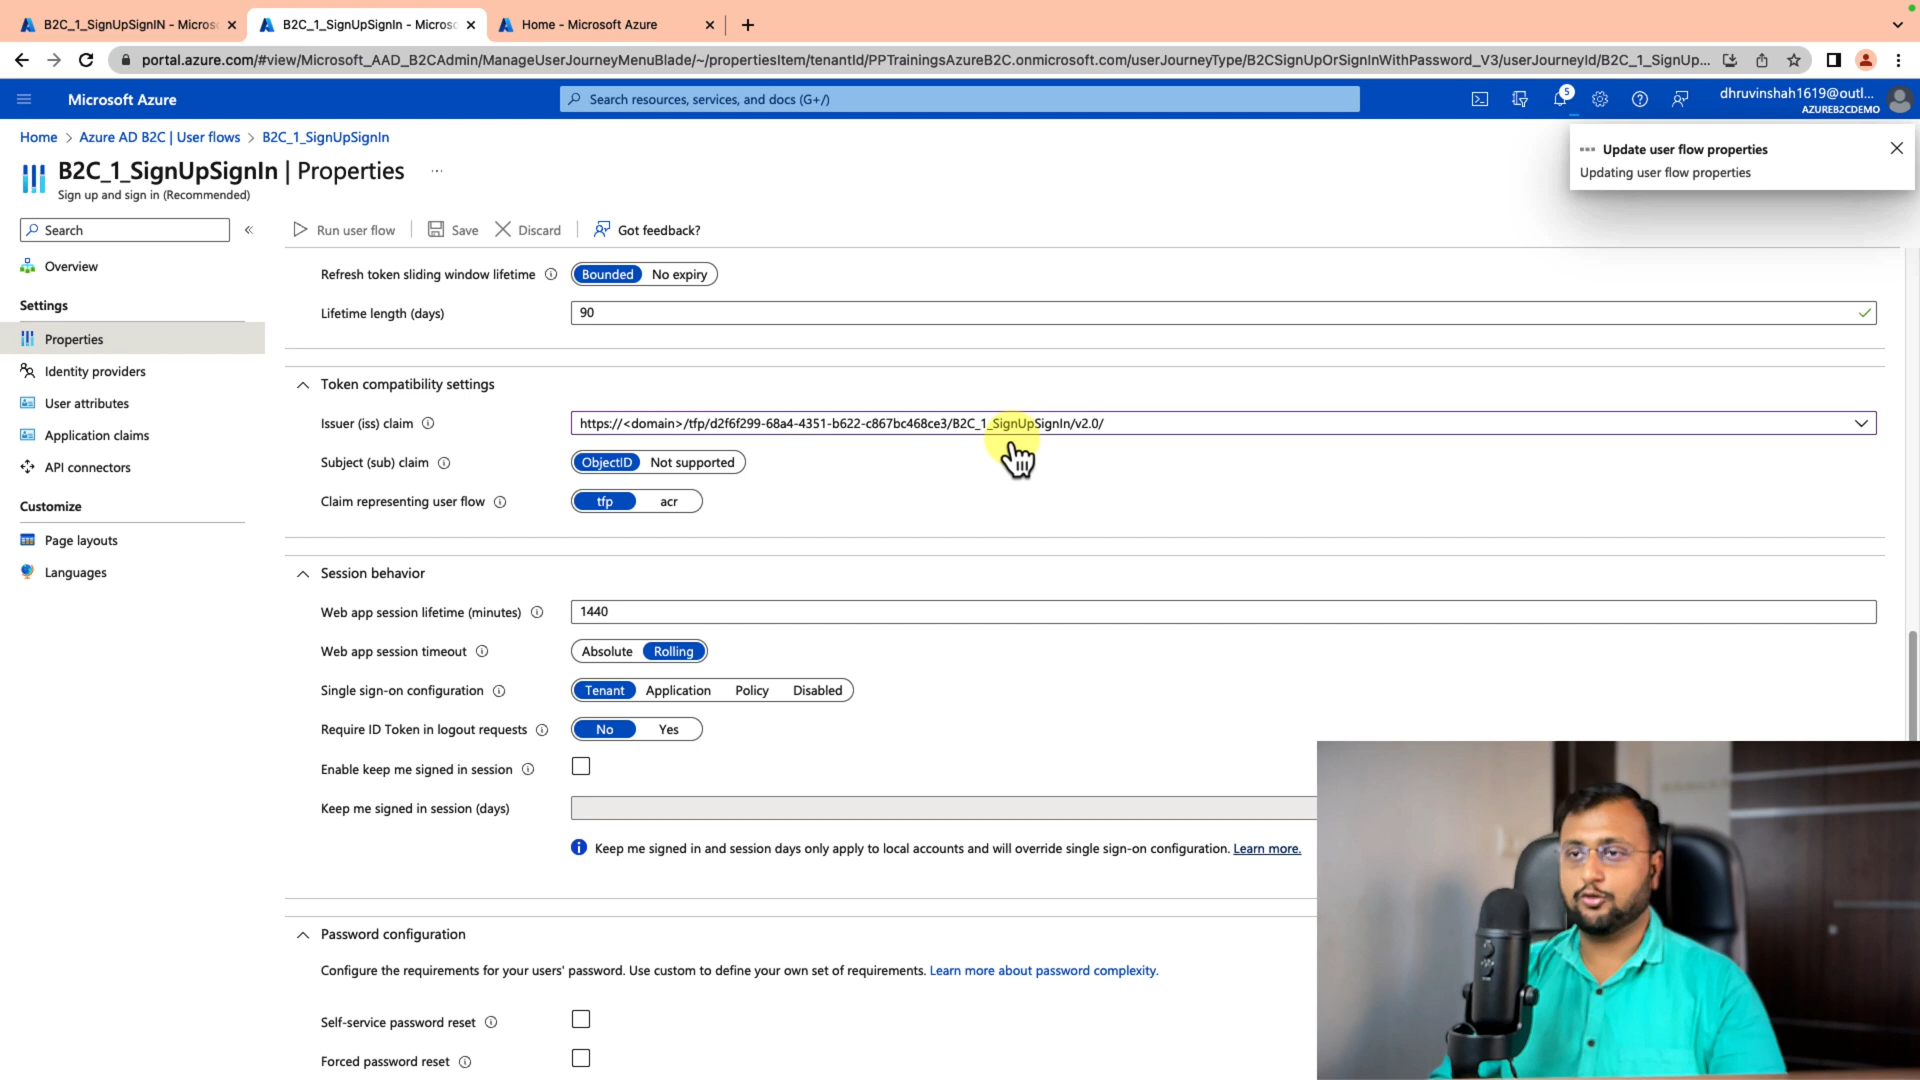 B2C_1_SignUpSignIN - Micros
B2C_1_SignUpSignIn - Micros
Home - Microsoft Azure
portal.azure.com/#view/Microsoft_AAD_B2CAdmin/ManageUserJourneyMenuBlade/~/propertiesItem/tenantId/PPTrainingsAzureB2C.onmicrosoft.com/userJourneyType/B2CSignUpOrSignInWithPassword_V3/userJourneyId/B2C_1_SignUp...
Microsoft Azure
Search resources, services, and docs (G+/)
5
dhruvinshah1619@outl...
AZUREB2CDEMO
Home > Azure AD B2C | User flows > B2C_1_SignUpSignIn
Update user flow properties
Updating user flow properties
B2C_1_SignUpSignIn | Properties ...
Sign up and sign in (Recommended)
Search
«
Run user flow
Save
Discard
Got feedback?
Overview
Settings
Properties
Identity providers
User attributes
Application claims
API connectors
Customize
Page layouts
Languages
Refresh token sliding window lifetime
Bounded No expiry
Lifetime length (days)
90
Token compatibility settings
Issuer (iss) claim
https://<domain>/tfp/d2f6f299-68a4-4351-b622-c867bc468ce3/B2C_1_SignUpSignIn/v2.0/
Subject (sub) claim
ObjectID Not supported
Claim representing user flow
tfp acr
Session behavior
Web app session lifetime (minutes)
1440
Web app session timeout
Absolute Rolling
Single sign-on configuration
Tenant Application Policy Disabled
Require ID Token in logout requests
No Yes
Enable keep me signed in session
Keep me signed in session (days)
Keep me signed in and session days only apply to local accounts and will override single sign-on configuration. Learn more.
Password configuration
Configure the requirements for your users' password. Use custom to define your own set of requirements. Learn more about password complexity.
Self-service password reset
Forced password reset